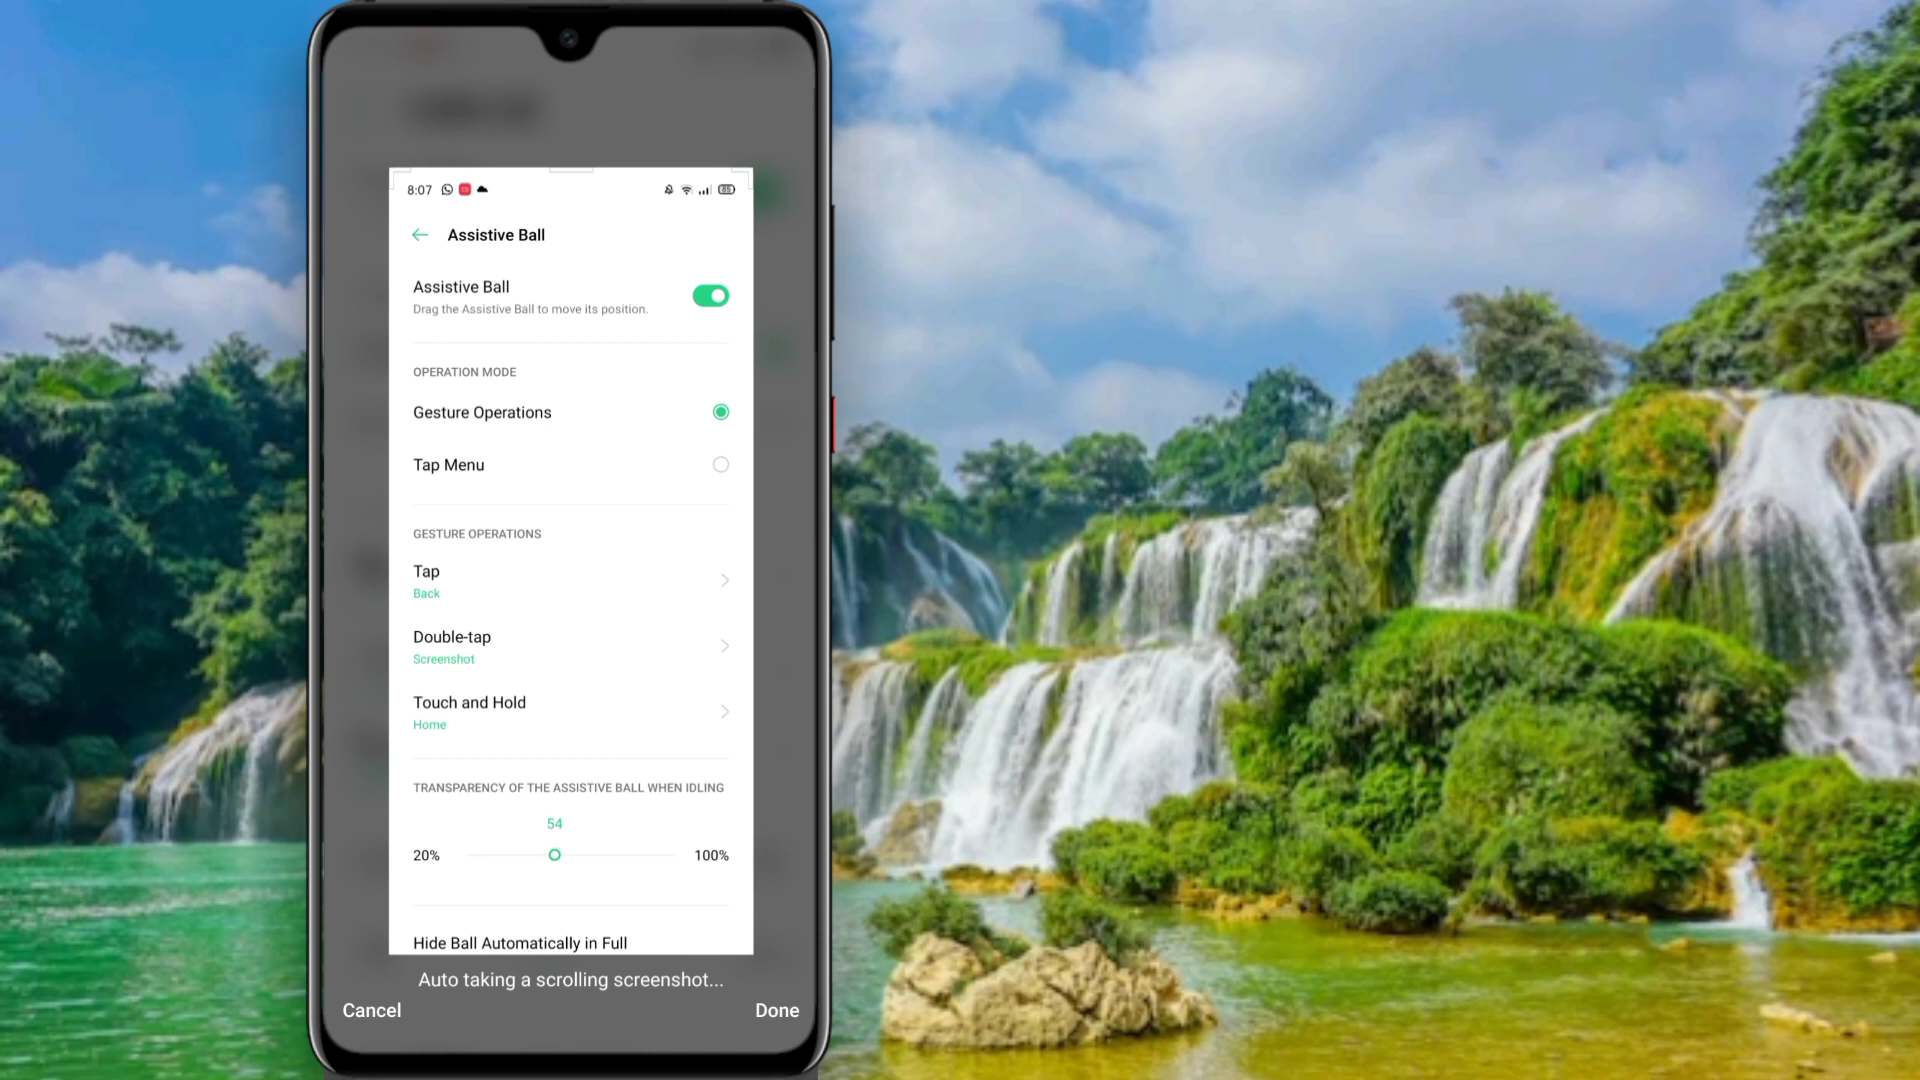 8:07 85
Assistive Ball
Assistive Ball
Drag the Assistive Ball to move its position.
OPERATION MODE
Gesture Operations
Tap Menu
GESTURE OPERATIONS
Tap
Back
Double-tap
Screenshot
Touch and Hold
Home
TRANSPARENCY OF THE ASSISTIVE BALL WHEN IDLING
54
20% 100%
Hide Ball Automatically in Full
Auto taking a scrolling screenshot...
Cancel Done